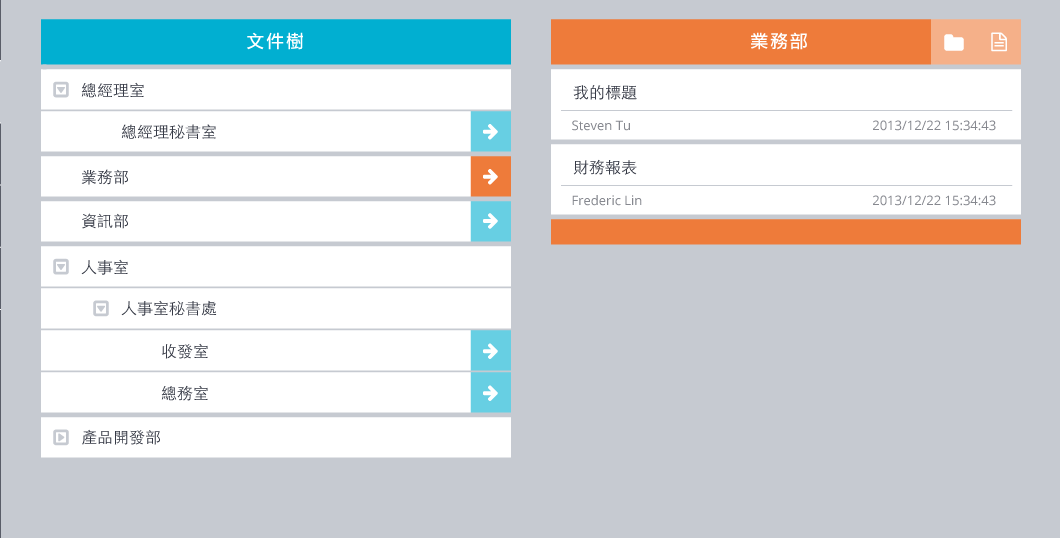 文件樹
總經理室
總經理秘書室
業務部
資訊部
人事室
人事室秘書處
收發室
總務室
產品開發部
業務部
我的標題
Steven Tu 2013/12/22 15:34:43
財務報表
Frederic Lin 2013/12/22 15:34:43